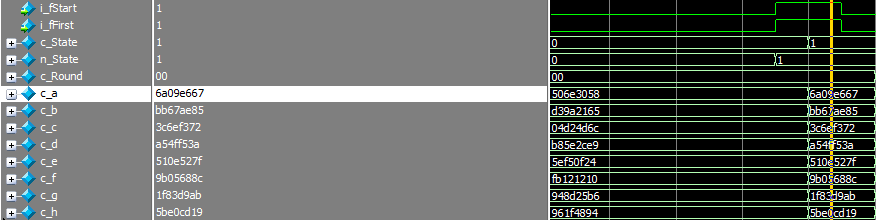 i_fStart 1
i_fFirst 1
c_State 1 0 1
n_State 1 0 1
c_Round 00 00
c_a 6a09e667 506e3058 6a09e667
c_b bb67ae85 d39a2165 bb67ae85
c_c 3c6ef372 04d24d6c 3c6ef372
c_d a54ff53a b85e2ce9 a54ff53a
c_e 510e527f 5ef50f24 510e527f
c_f 9b05688c fb121210 9b05688c
c_g 1f83d9ab 948d25b6 1f83d9ab
c_h 5be0cd19 961f4894 5be0cd19